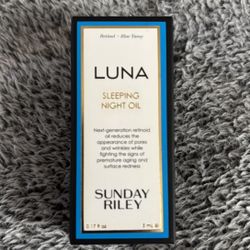 Retinol + Blue Tansy
LUNA
SLEEPING
NIGHT OIL
Next-generation retinoid
oil reduces the
appearance of pores
and wrinkles while
fighting the signs of
premature aging and
surface redness.
SUNDAY
RILEY
0.17 fl oz 5 ml ℮